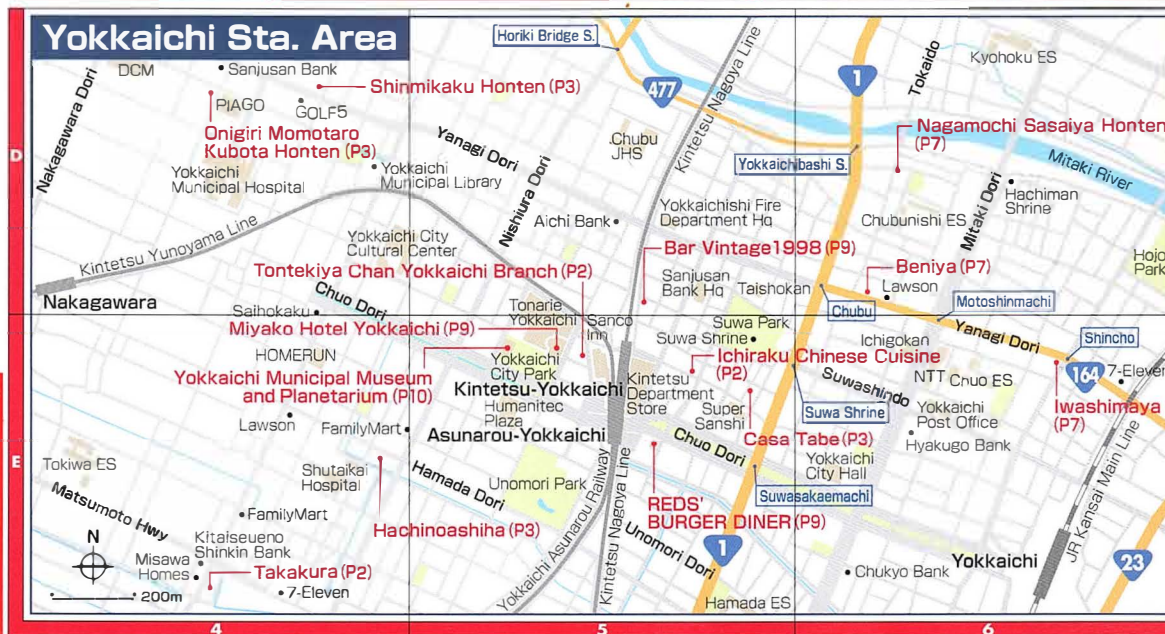 Yokkaichi Sta. Area
Horiki Bridge S.
Kintetsu Nagoya Line
477
1
Tokaido
Kyohoku ES
DCM
Sanjusan Bank
Nakagawara Dori
PIAGO
GOLF5
Shinmikaku Honten (P3)
Onigiri Momotaro
Kubota Honten (P3)
Yanagi Dori
Chubu
JHS
Nagamochi Sasaiya Honten
(P7)
D
Yokkaichibashi S.
Mitaki River
Yokkaichi
Municipal Hospital
Yokkaichi
Municipal Library
Nishiura Dori
Mitaki Dori
Hachiman
Shrine
Aichi Bank
Yokkaichishi Fire
Department Hq
Chubunishi ES
Kintetsu Yunoyama Line
Yokkaichi City
Cultural Center
Bar Vintage1998 (P9)
Hojo
Park
Tontekiya Chan Yokkaichi Branch (P2)
Sanjusan
Bank Hq
Taishokan
Beniya (P7)
Lawson
Nakagawara
Chuo Dori
Saihokaku
Tonarie
Yokkaichi
Sanco
Inn
Chubu
Motoshinmachi
Miyako Hotel Yokkaichi (P9)
Suwa Park
Suwa Shrine
Yanagi Dori
Shincho
HOMERUN
Yokkaichi
City Park
Ichiraku Chinese Cuisine
(P2)
Ichigokan
164
7-Eleven
Yokkaichi Municipal Museum
and Planetarium (P10)
Kintetsu-Yokkaichi
Kintetsu
Department
Store
Suwashindo
NTT
Chuo ES
Humanitec
Plaza
Super
Sanshi
Suwa Shrine
Yokkaichi
Post Office
Iwashimaya
(P7)
Lawson
FamilyMart
Asunarou-Yokkaichi
Chuo Dori
Casa Tabe (P3)
Hyakugo Bank
E
Tokiwa ES
Shutaikai
Hospital
Hamada Dori
Unomori Park
Yokkaichi
City Hall
JR Kansai Main Line
Suwasakaemachi
Matsumoto Hwy
FamilyMart
Hachinoashiha (P3)
REDS'
BURGER DINER (P9)
Unomori Dori
1
N
Kitaiseueno
Shinkin Bank
Misawa
Homes
Takakura (P2)
7-Eleven
200m
Yokkaichi Asunarou Railway
Kintetsu Nagoya Line
Hamada ES
Chukyo Bank
Yokkaichi
23
4
5
6